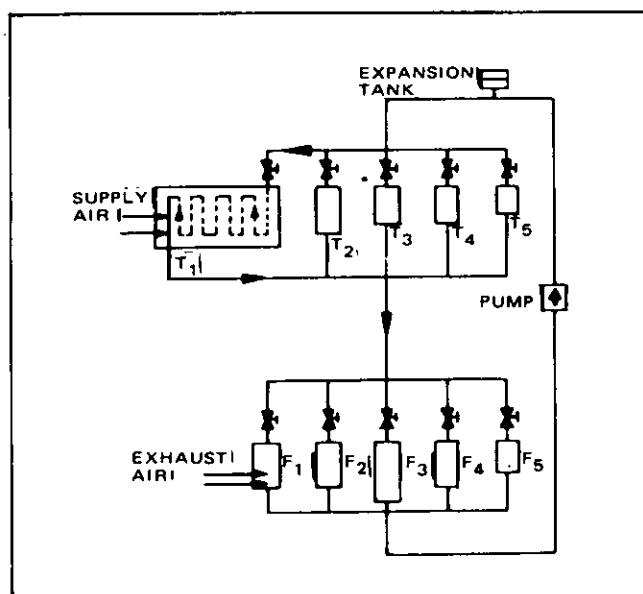 EXPANSION
TANK
SUPPLY
AIR
T1
T2
T3
T4
T5
PUMP
EXHAUST
AIR
F1
F2
F3
F4
F5